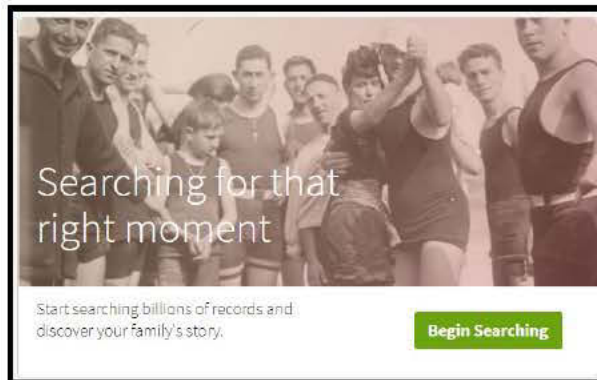 Searching for that
right moment
Start searching billions of records and
discover your family's story.
Begin Searching